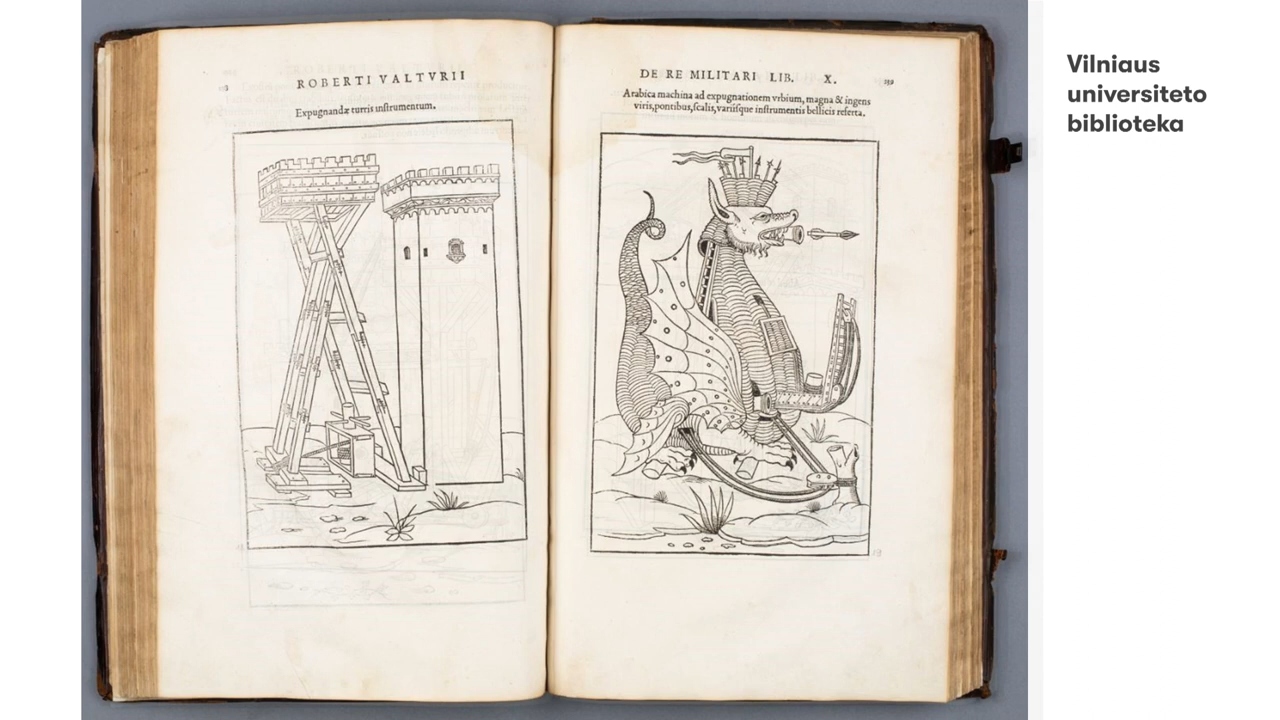 ROBERTI VALTVRII
Expugnandæ turris instrumentum.
DE RE MILITARI LIB. X.
Arabica machina ad expugnationem vrbium, magna & ingens
viris,pontibus,scalis,variisque instrumentis bellicis referta.
Vilniaus
universiteto
biblioteka